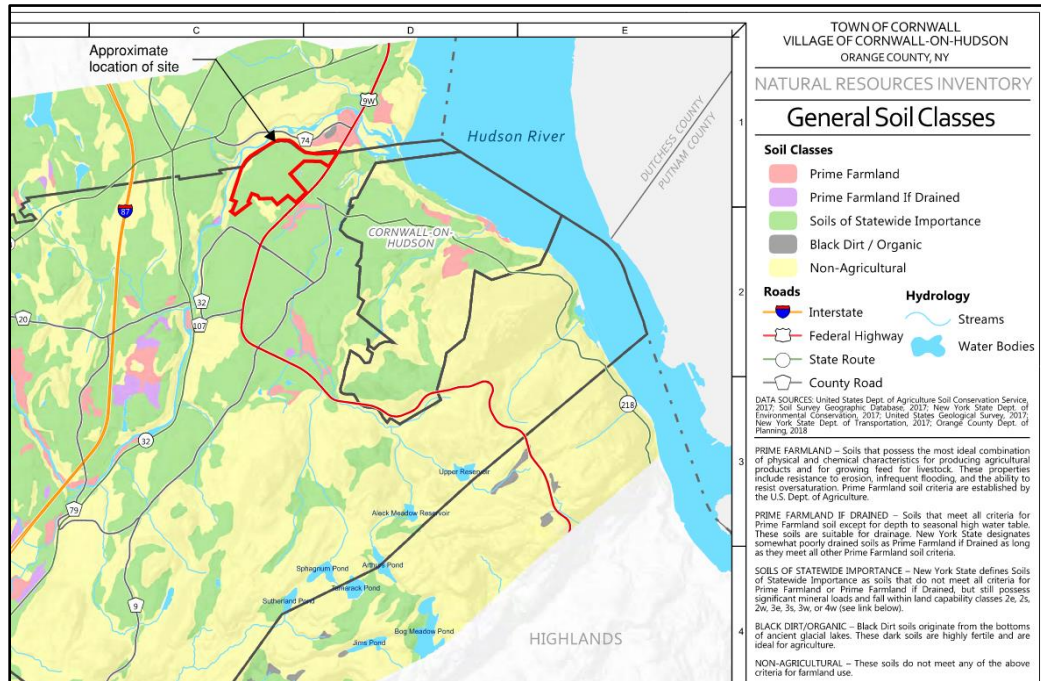 C
D
E
Approximate
location of site
9W
74
1
Hudson River
DUTCHESS COUNTY
PUTNAM COUNTY
87
CORNWALL-ON-
HUDSON
2
32
107
20
218
32
3
Upper Reservoir
Aleck Meadow Reservoir
79
Sphagnum Pond
Arthurs Pond
Tamarack Pond
Sutherland Pond
9
Bog Meadow Pond
Jims Pond
HIGHLANDS
4
TOWN OF CORNWALL
VILLAGE OF CORNWALL-ON-HUDSON
ORANGE COUNTY, NY
NATURAL RESOURCES INVENTORY
General Soil Classes
Soil Classes
Prime Farmland
Prime Farmland If Drained
Soils of Statewide Importance
Black Dirt / Organic
Non-Agricultural
Roads
Interstate
Federal Highway
State Route
County Road
Hydrology
Streams
Water Bodies
DATA SOURCES: United States Dept. of Agriculture Soil Conservation Service,
2017; Soil Survey Geographic Database, 2017; New York State Dept. of
Environmental Conservation, 2017; United States Geological Survey, 2017;
New York State Dept. of Transportation, 2017; Orange County Dept. of
Planning, 2018
PRIME FARMLAND – Soils that possess the most ideal combination
of physical and chemical characteristics for producing agricultural
products and for growing feed for livestock. These properties
include resistance to erosion, infrequent flooding, and the ability to
resist oversaturation. Prime Farmland soil criteria are established by
the U.S. Dept. of Agriculture.
PRIME FARMLAND IF DRAINED – Soils that meet all criteria for
Prime Farmland soil except for depth to seasonal high water table.
These soils are suitable for drainage. New York State designates
somewhat poorly drained soils as Prime Farmland if Drained as long
as they meet all other Prime Farmland soil criteria.
SOILS OF STATEWIDE IMPORTANCE – New York State defines Soils
of Statewide Importance as soils that do not meet all criteria for
Prime Farmland or Prime Farmland if Drained, but still possess
significant mineral loads and fall within land capability classes 2e, 2s,
2w, 3e, 3s, 3w, or 4w (see link below).
BLACK DIRT/ORGANIC – Black Dirt soils originate from the bottoms
of ancient glacial lakes. These dark soils are highly fertile and are
ideal for agriculture.
NON-AGRICULTURAL – These soils do not meet any of the above
criteria for farmland use.